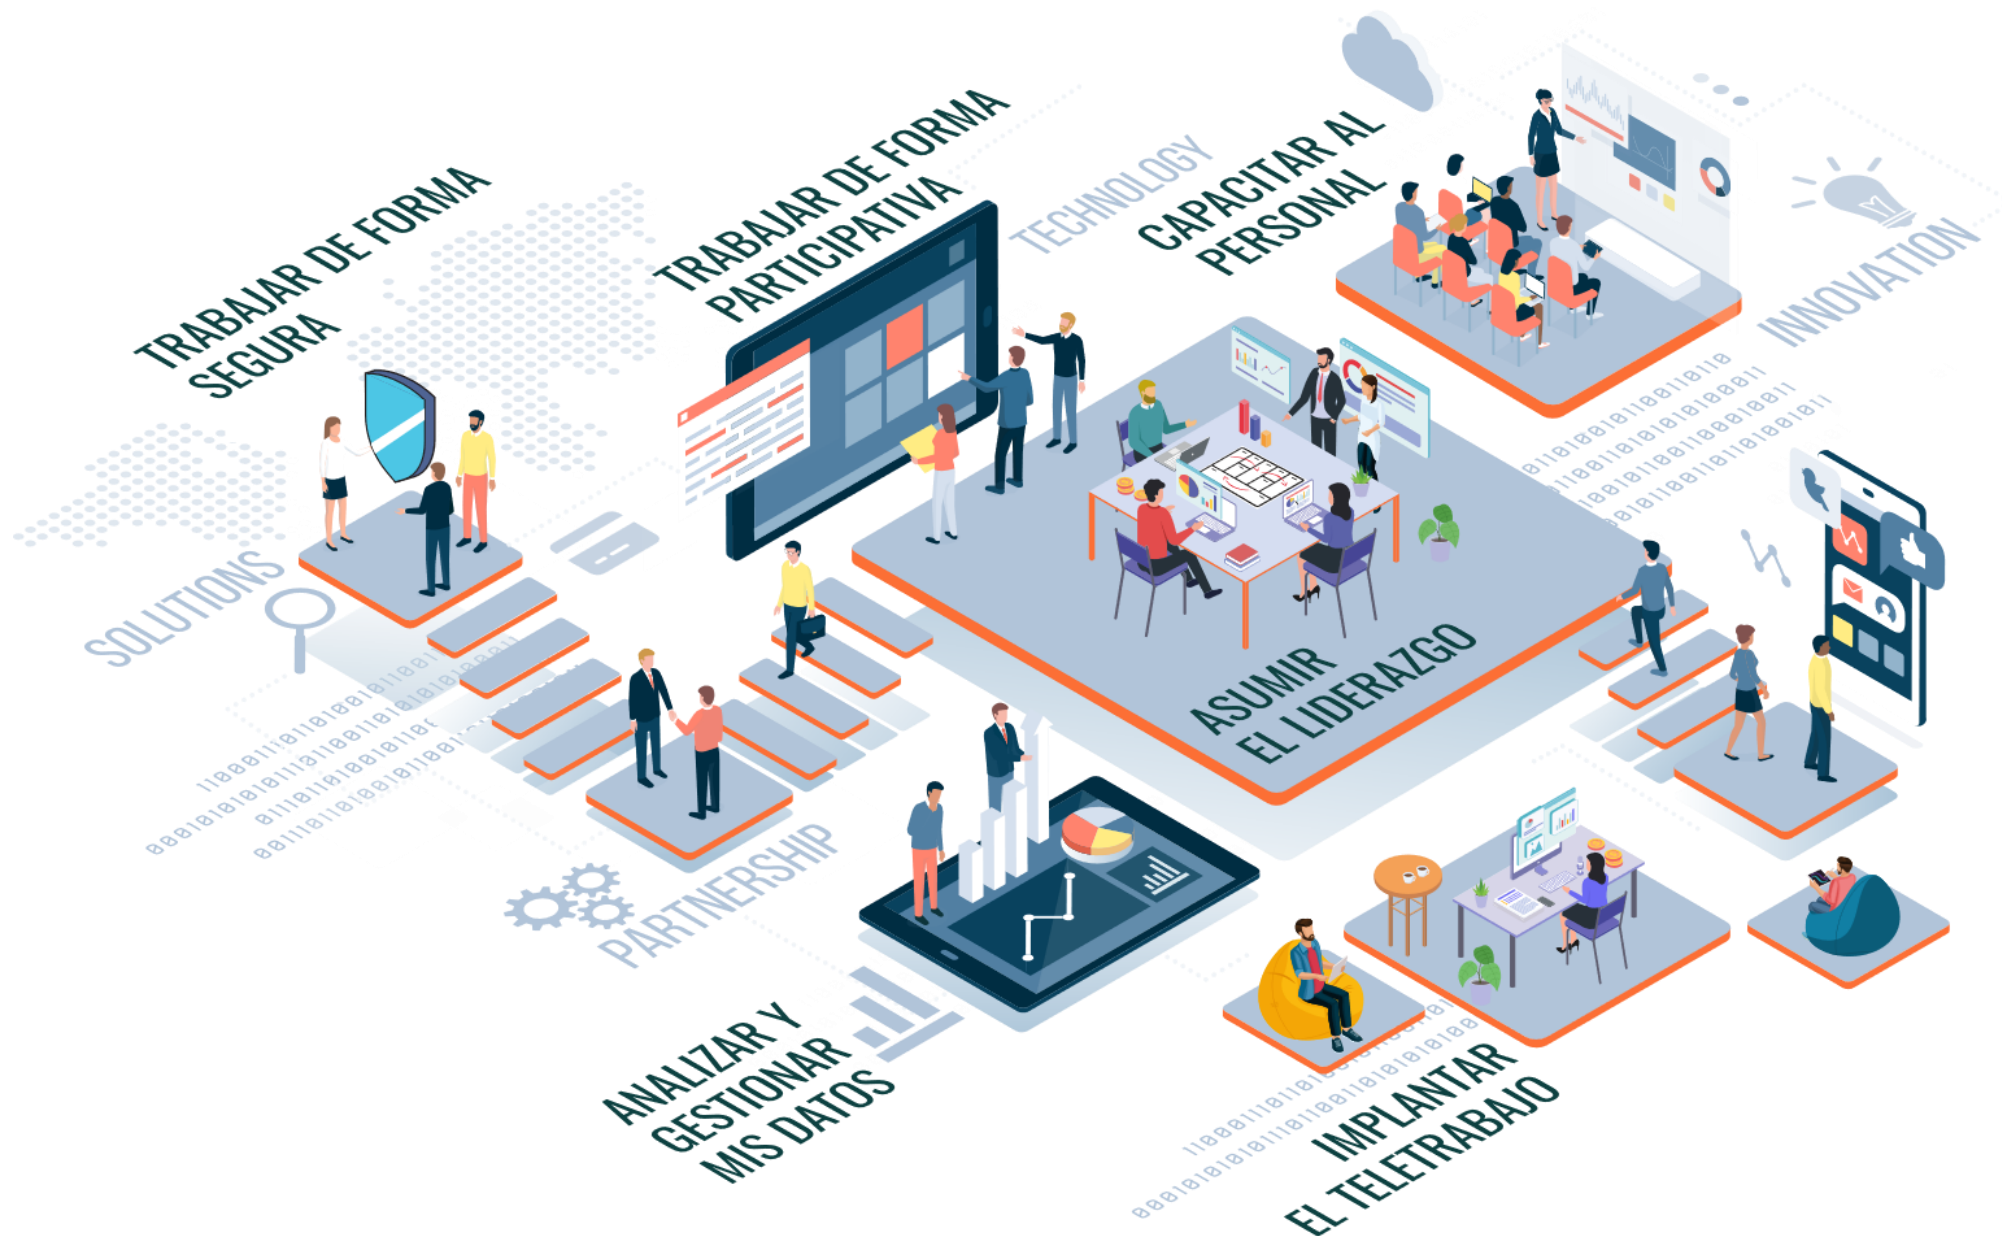 TRABAJAR DE FORMA
SEGURA
TRABAJAR DE FORMA
PARTICIPATIVA
TECHNOLOGY
CAPACITAR AL
PERSONAL
INNOVATION
SOLUTIONS
ASUMIR
EL LIDERAZGO
PARTNERSHIP
ANALIZAR Y
GESTIONAR
MIS DATOS
IMPLANTAR
EL TELETRABAJO